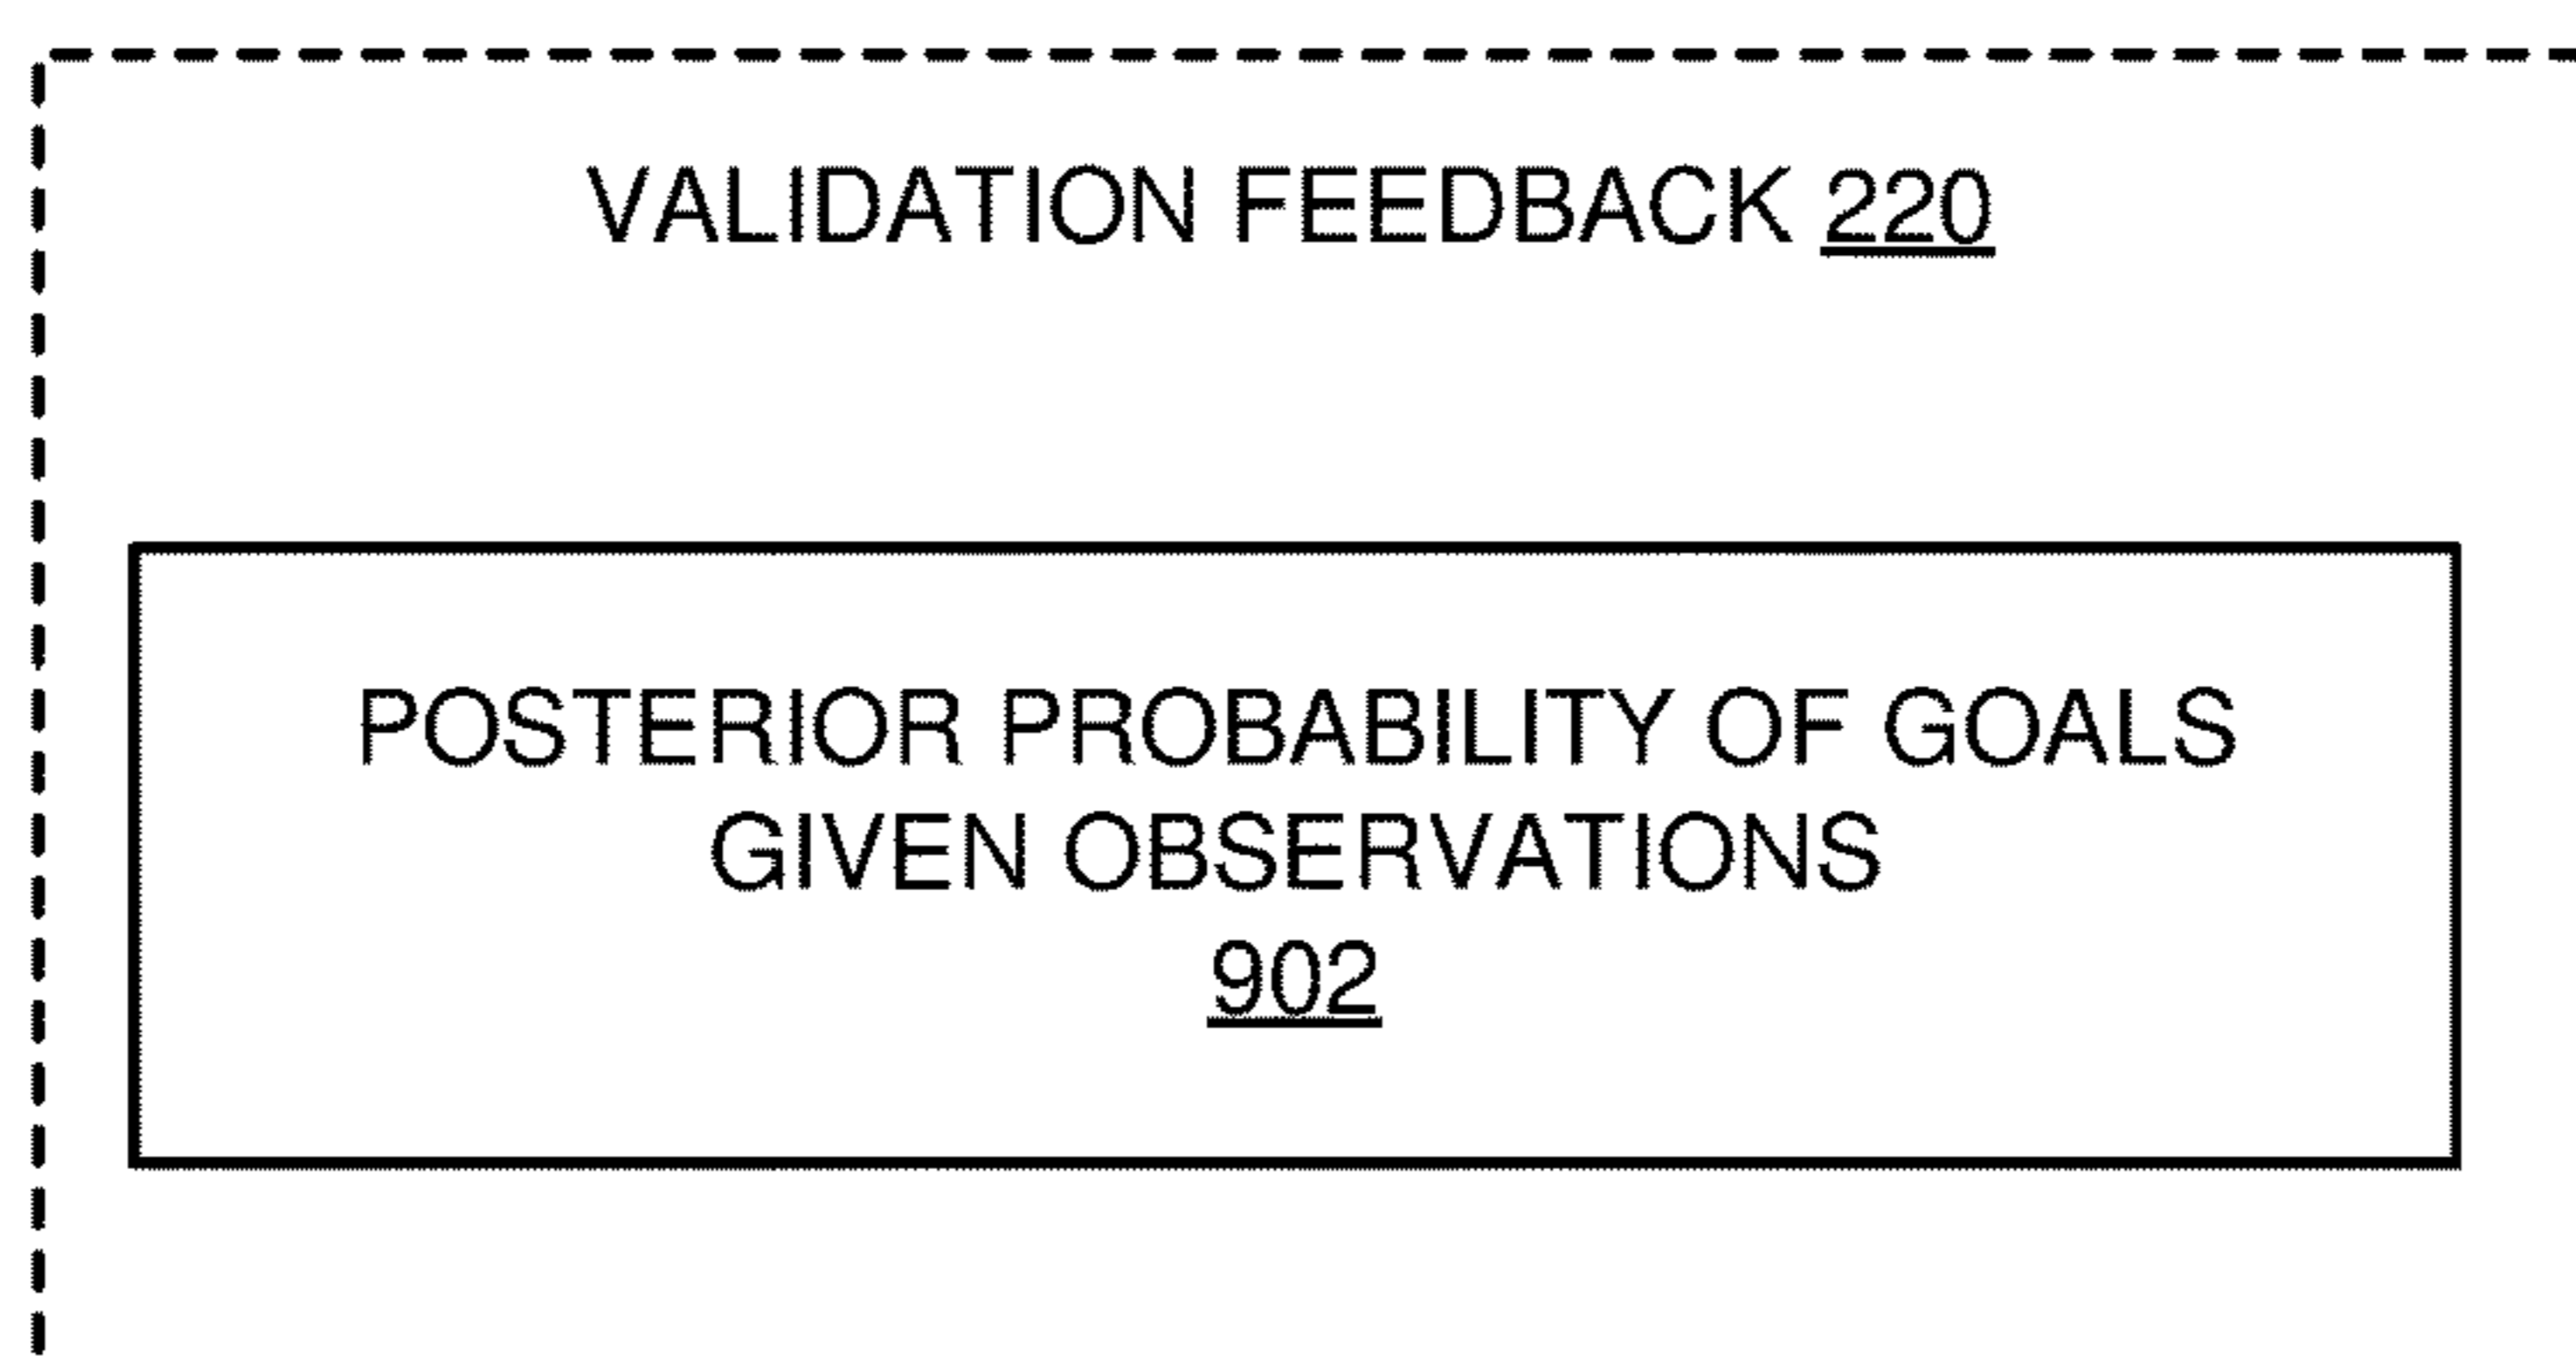 VALIDATION FEEDBACK 220
POSTERIOR PROBABILITY OF GOALS
GIVEN OBSERVATIONS
902